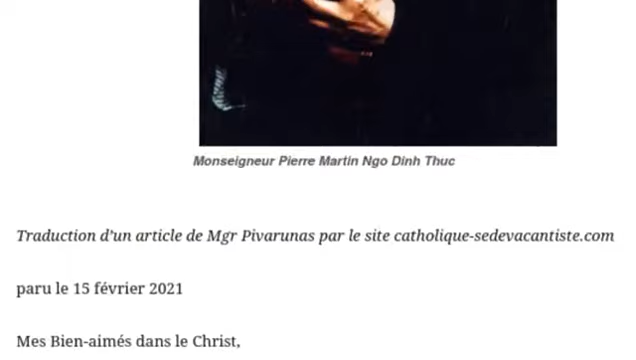 Monseigneur Pierre Martin Ngo Dinh Thuc
Traduction d'un article de Mgr Pivarunas par le site catholique-sedevacantiste.com
paru le 15 février 2021
Mes Bien-aimés dans le Christ,